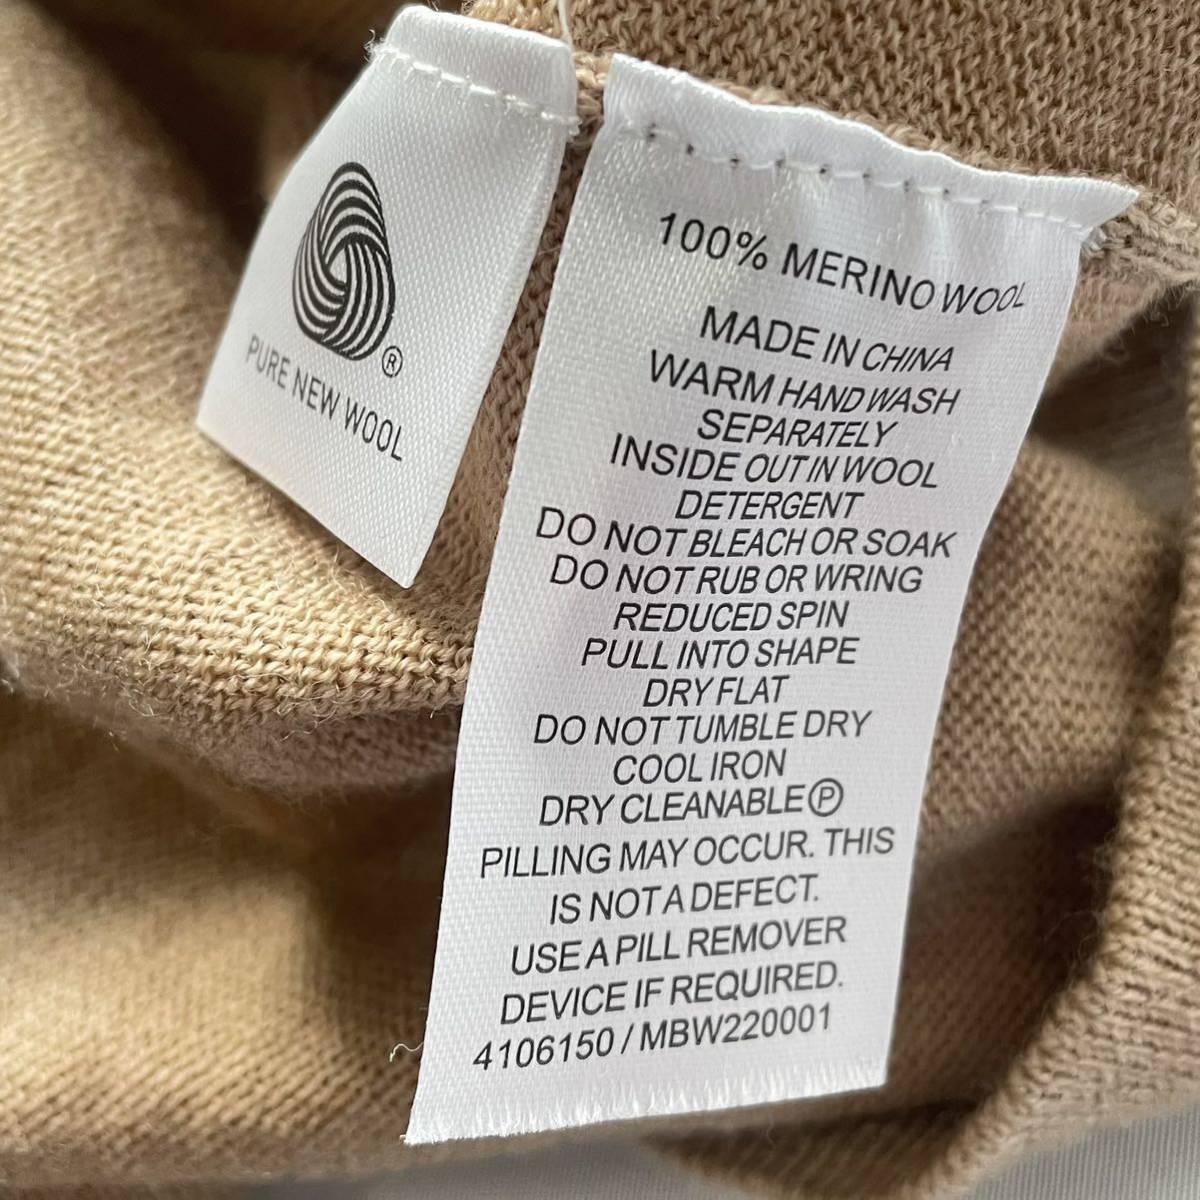 ®
PURE NEW WOOL
100% MERINO WOOL
MADE IN CHINA
WARM HAND WASH
SEPARATELY
INSIDE OUT IN WOOL
DETERGENT
DO NOT BLEACH OR SOAK
DO NOT RUB OR WRING
REDUCED SPIN
PULL INTO SHAPE
DRY FLAT
DO NOT TUMBLE DRY
COOL IRON
DRY CLEANABLE Ⓟ
PILLING MAY OCCUR. THIS
IS NOT A DEFECT.
USE A PILL REMOVER
DEVICE IF REQUIRED.
4106150 / MBW220001